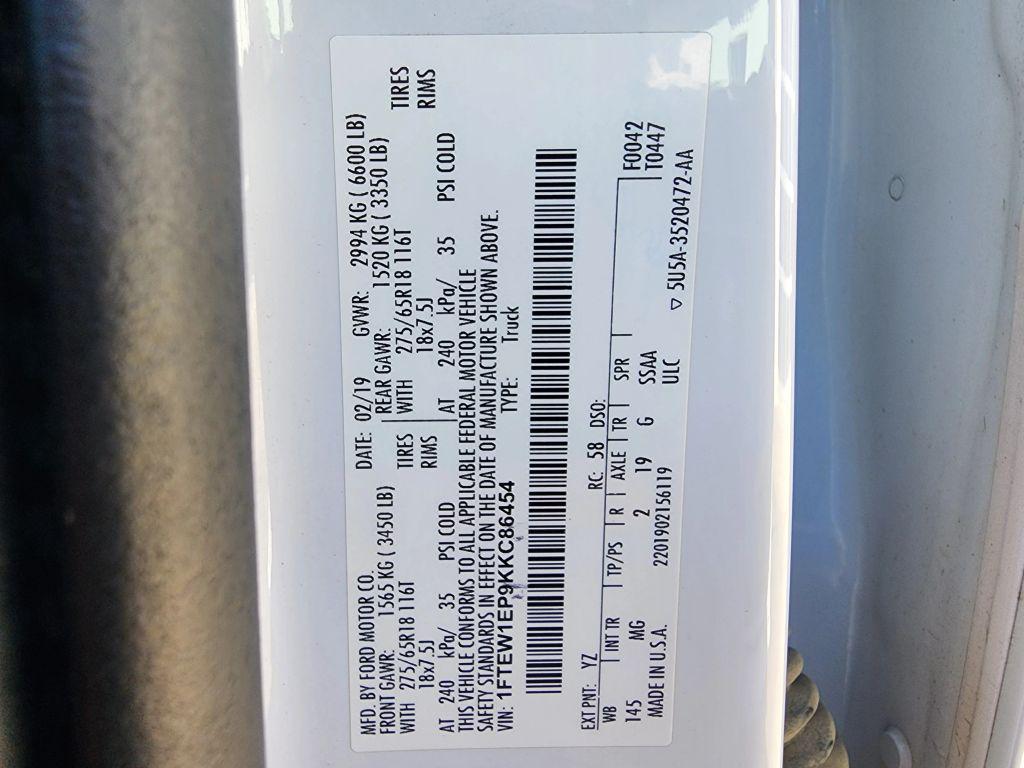 MFD. BY FORD MOTOR CO.
DATE: 02/19 GVWR: 2994 KG ( 6600 LB)
FRONT GAWR: 1565 KG ( 3450 LB) REAR GAWR: 1520 KG ( 3350 LB)
WITH 275/65R18 116T TIRES WITH 275/65R18 116T TIRES
18x7.5J RIMS 18x7.5J RIMS
AT 240 kPa/ 35 PSI COLD AT 240 kPa/ 35 PSI COLD
THIS VEHICLE CONFORMS TO ALL APPLICABLE FEDERAL MOTOR VEHICLE
SAFETY STANDARDS IN EFFECT ON THE DATE OF MANUFACTURE SHOWN ABOVE.
VIN: 1FTEW1EP9KKC86454 TYPE: Truck
EXT PNT: YZ RC: 58 DSO:
WB INT TR TP/PS R AXLE TR SPR F0042
145 MG 2 19 G SSAA T0447
MADE IN U.S.A. 2201902156119 ULC
▽ 5U5A-3520472-AA